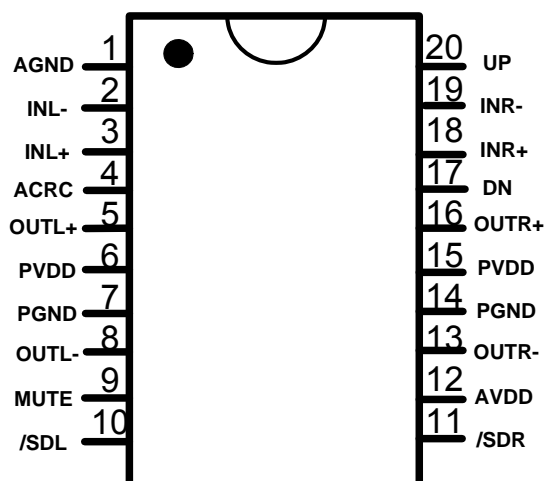 AGND 1 20 UP
INL- 2 19 INR-
INL+ 3 18 INR+
ACRC 4 17 DN
OUTL+ 5 16 OUTR+
PVDD 6 15 PVDD
PGND 7 14 PGND
OUTL- 8 13 OUTR-
MUTE 9 12 AVDD
/SDL 10 11 /SDR